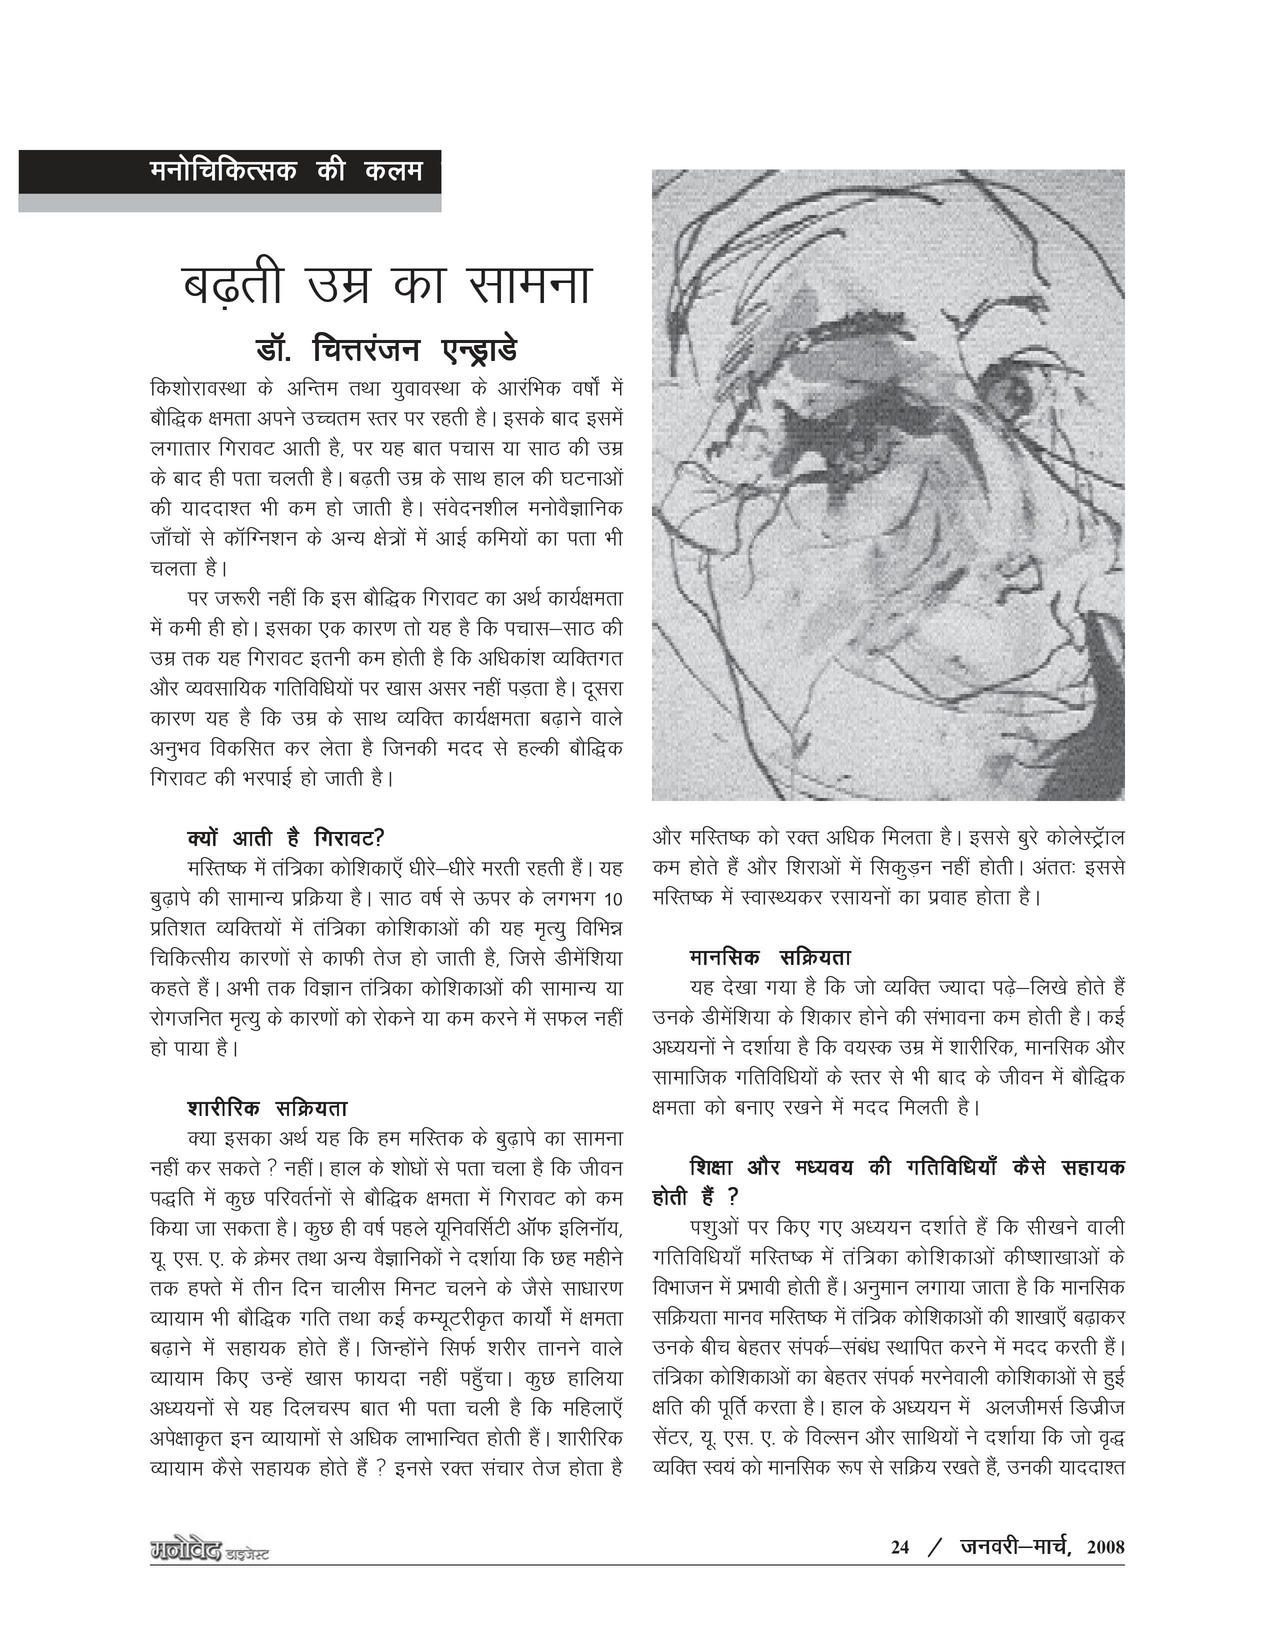 मनोचिकित्सक की कलम
बढ़ती उम्र का सामना
डॉ. चित्तरंजन एन्ड्राडे
किशोरावस्था के अन्तिम तथा युवावस्था के आरंभिक वर्षों में
बौद्धिक क्षमता अपने उच्चतम स्तर पर रहती है। इसके बाद इसमें
लगातार गिरावट आती है, पर यह बात पचास या साठ की उम्र
के बाद ही पता चलती है। बढ़ती उम्र के साथ हाल की घटनाओं
की याददाश्त भी कम हो जाती है। संवेदनशील मनोवैज्ञानिक
जाँचों से कॉग्निशन के अन्य क्षेत्रों में आई कमियों का पता भी
चलता है।
पर जरूरी नहीं कि इस बौद्धिक गिरावट का अर्थ कार्यक्षमता
में कमी ही हो। इसका एक कारण तो यह है कि पचास–साठ की
उम्र तक यह गिरावट इतनी कम होती है कि अधिकांश व्यक्तिगत
और व्यवसायिक गतिविधियों पर खास असर नहीं पड़ता है। दूसरा
कारण यह है कि उम्र के साथ व्यक्ति कार्यक्षमता बढ़ाने वाले
अनुभव विकसित कर लेता है जिनकी मदद से हल्की बौद्धिक
गिरावट की भरपाई हो जाती है।
क्यों आती है गिरावट?
मस्तिष्क में तंत्रिका कोशिकाएँ धीरे–धीरे मरती रहती हैं। यह
बुढ़ापे की सामान्य प्रक्रिया है। साठ वर्ष से ऊपर के लगभग 10
प्रतिशत व्यक्तियों में तंत्रिका कोशिकाओं की यह मृत्यु विभिन्न
चिकित्सीय कारणों से काफी तेज हो जाती है, जिसे डीमेंशिया
कहते हैं। अभी तक विज्ञान तंत्रिका कोशिकाओं की सामान्य या
रोगजनित मृत्यु के कारणों को रोकने या कम करने में सफल नहीं
हो पाया है।
शारीरिक सक्रियता
क्या इसका अर्थ यह कि हम मस्तिक के बुढ़ापे का सामना
नहीं कर सकते ? नहीं। हाल के शोधों से पता चला है कि जीवन
पद्धति में कुछ परिवर्तनों से बौद्धिक क्षमता में गिरावट को कम
किया जा सकता है। कुछ ही वर्ष पहले यूनिवर्सिटी ऑफ इलिनॉय,
यू. एस. ए. के क्रेमर तथा अन्य वैज्ञानिकों ने दर्शाया कि छह महीने
तक हफ्ते में तीन दिन चालीस मिनट चलने के जैसे साधारण
व्यायाम भी बौद्धिक गति तथा कई कम्प्यूटरीकृत कार्यों में क्षमता
बढ़ाने में सहायक होते हैं। जिन्होंने सिर्फ शरीर तानने वाले
व्यायाम किए उन्हें खास फायदा नहीं पहुँचा। कुछ हालिया
अध्ययनों से यह दिलचस्प बात भी पता चली है कि महिलाएँ
अपेक्षाकृत इन व्यायामों से अधिक लाभान्वित होती हैं। शारीरिक
व्यायाम कैसे सहायक होते हैं ? इनसे रक्त संचार तेज होता है
और मस्तिष्क को रक्त अधिक मिलता है। इससे बुरे कोलेस्ट्रॅाल
कम होते हैं और शिराओं में सिकुड़न नहीं होती। अंततः इससे
मस्तिष्क में स्वास्थ्यकर रसायनों का प्रवाह होता है।
मानसिक सक्रियता
यह देखा गया है कि जो व्यक्ति ज्यादा पढ़े–लिखे होते हैं
उनके डीमेंशिया के शिकार होने की संभावना कम होती है। कई
अध्ययनों ने दर्शाया है कि वयस्क उम्र में शारीरिक, मानसिक और
सामाजिक गतिविधियों के स्तर से भी बाद के जीवन में बौद्धिक
क्षमता को बनाए रखने में मदद मिलती है।
शिक्षा और मध्यवय की गतिविधियाँ कैसे सहायक
होती हैं ?
पशुओं पर किए गए अध्ययन दर्शाते हैं कि सीखने वाली
गतिविधियाँ मस्तिष्क में तंत्रिका कोशिकाओं कीष्शाखाओं के
विभाजन में प्रभावी होती हैं। अनुमान लगाया जाता है कि मानसिक
सक्रियता मानव मस्तिष्क में तंत्रिक कोशिकाओं की शाखाएँ बढ़ाकर
उनके बीच बेहतर संपर्क–संबंध स्थापित करने में मदद करती हैं।
तंत्रिका कोशिकाओं का बेहतर संपर्क मरनेवाली कोशिकाओं से हुई
क्षति की पूर्ति करता है। हाल के अध्ययन में अलजीमर्स डिज़ीज
सेंटर, यू. एस. ए. के विल्सन और साथियों ने दर्शाया कि जो वृद्ध
व्यक्ति स्वयं को मानसिक रूप से सक्रिय रखते हैं, उनकी याददाश्त
मनोवेद डाइजेस्ट
24 / जनवरी–मार्च, 2008